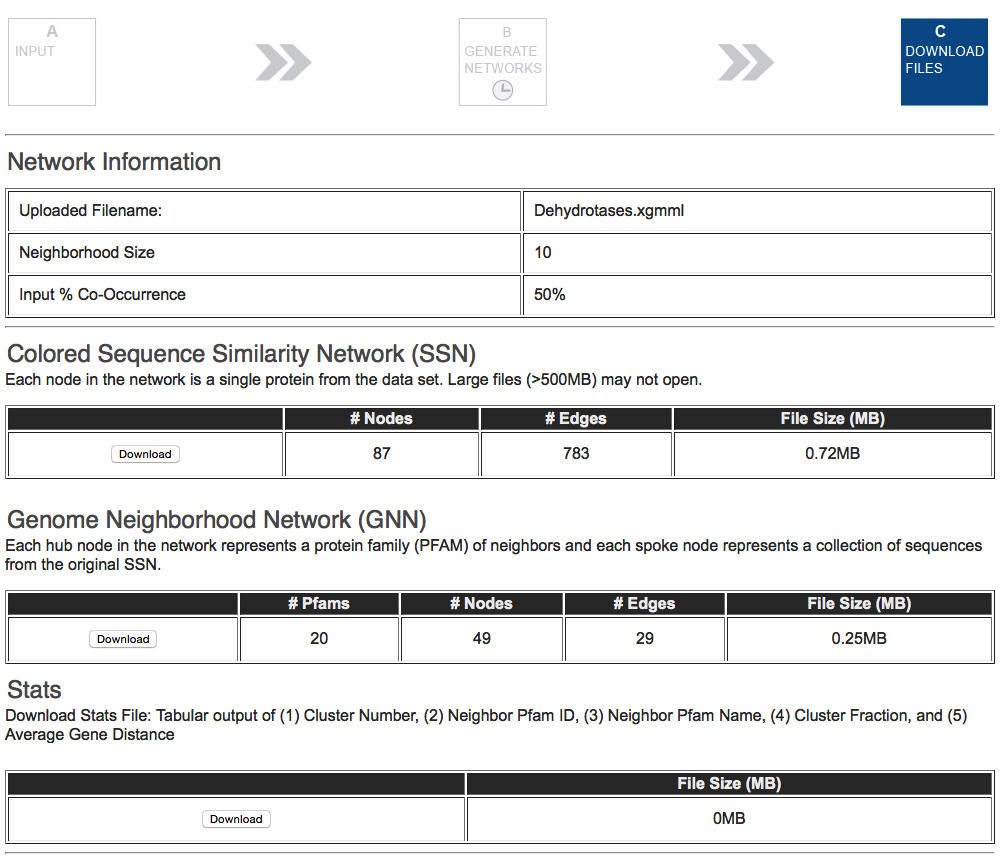 A
INPUT
B
GENERATE
NETWORKS
C
DOWNLOAD
FILES
Network Information
Uploaded Filename: Dehydrotases.xgmml
Neighborhood Size 10
Input % Co-Occurrence 50%
Colored Sequence Similarity Network (SSN)
Each node in the network is a single protein from the data set. Large files (>500MB) may not open.
# Nodes # Edges File Size (MB)
Download 87 783 0.72MB
Genome Neighborhood Network (GNN)
Each hub node in the network represents a protein family (PFAM) of neighbors and each spoke node represents a collection of sequences
from the original SSN.
# Pfams # Nodes # Edges File Size (MB)
Download 20 49 29 0.25MB
Stats
Download Stats File: Tabular output of (1) Cluster Number, (2) Neighbor Pfam ID, (3) Neighbor Pfam Name, (4) Cluster Fraction, and (5)
Average Gene Distance
File Size (MB)
Download 0MB